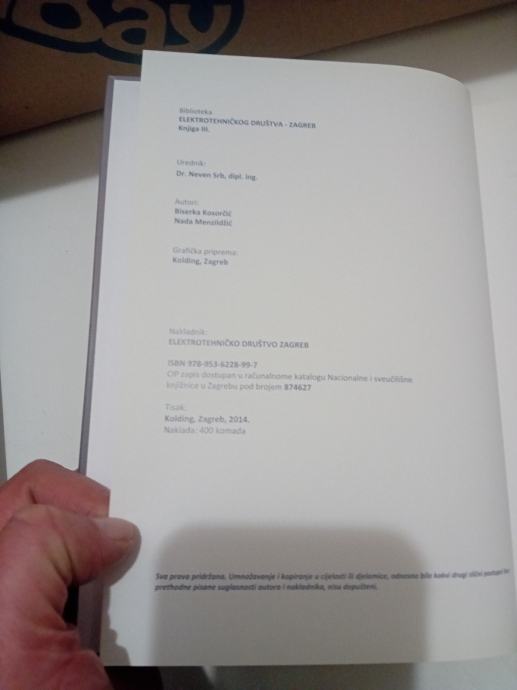 Bay
Biblioteka
ELEKTROTEHNIČKOG DRUŠTVA - ZAGREB
Knjiga III.
Urednik:
Dr. Neven Srb, dipl. ing.
Autori:
Biserka Kosorčić
Nada Menzildžić
Grafička priprema:
Kolding, Zagreb
Nakladnik:
ELEKTROTEHNIČKO DRUŠTVO ZAGREB
ISBN 978-953-6228-99-7
CIP zapis dostupan u računalnome katalogu Nacionalne i sveučilišne
knjižnice u Zagrebu pod brojem 874627
Tisak:
Kolding, Zagreb, 2014.
Naklada: 400 komada
Sva prava pridržana. Umnožavanje i kopiranje u cijelosti ili djelomice, odnosno bilo kakvi drugi slični postupci
prethodne pisane suglasnosti autora i nakladnika, nisu dopušteni.